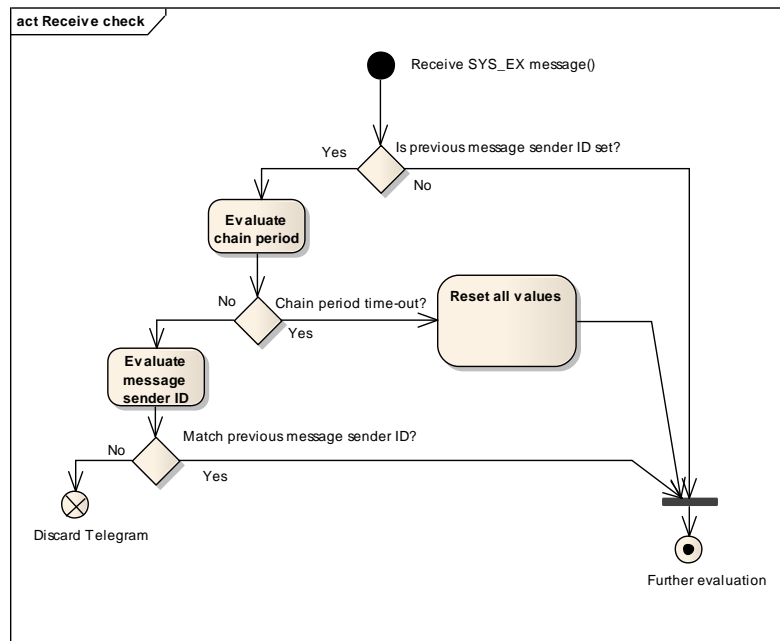 act Receive check
Receive SYS_EX message()
Is previous message sender ID set?
Yes
No
Evaluate
chain period
Chain period time-out?
No
Yes
Reset all values
Evaluate
message
sender ID
Match previous message sender ID?
No
Yes
Discard Telegram
Further evaluation